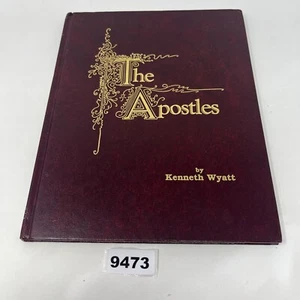 The
Apostles
by
Kenneth Wyatt
9473